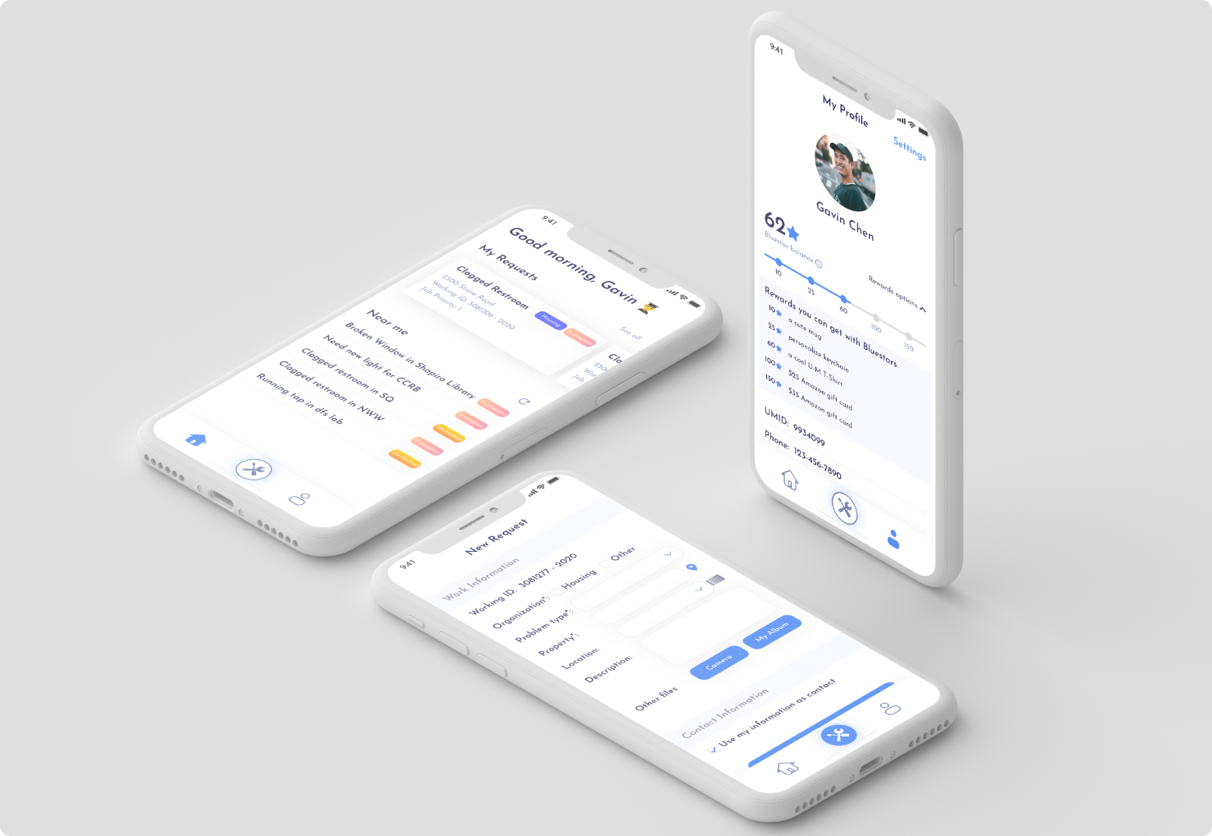 9:41
Good morning, Gavin
My Requests
Clogged Restroom
9300 Stone Road
Working ID: 3081206 - 2020
Job Priority: 1
Housing
See all
Near me
Broken Window in Shapiro Library
Need new light for CCRB
Clogged restroom in SQ
Clogged restroom in NWW
Running tap in dfs lab
9:41
My Profile
Settings
Gavin Chen
62
Bluestar balance
Rewards options
10
25
60
100
150
Rewards you can get with Bluestars
10 a cute mug
25 personalize keychain
60 a cool U-M T-Shirt
100 $25 Amazon gift card
150 $35 Amazon gift card
UMID: 9934099
Phone: 123-456-7890
9:41
New Request
Work Information
Working ID: 3081277 - 2020
Organization*: Housing Other
Problem type*:
Property*:
Location:
Description:
Camera
My Album
Other files
Contact Information
Use my information as contact